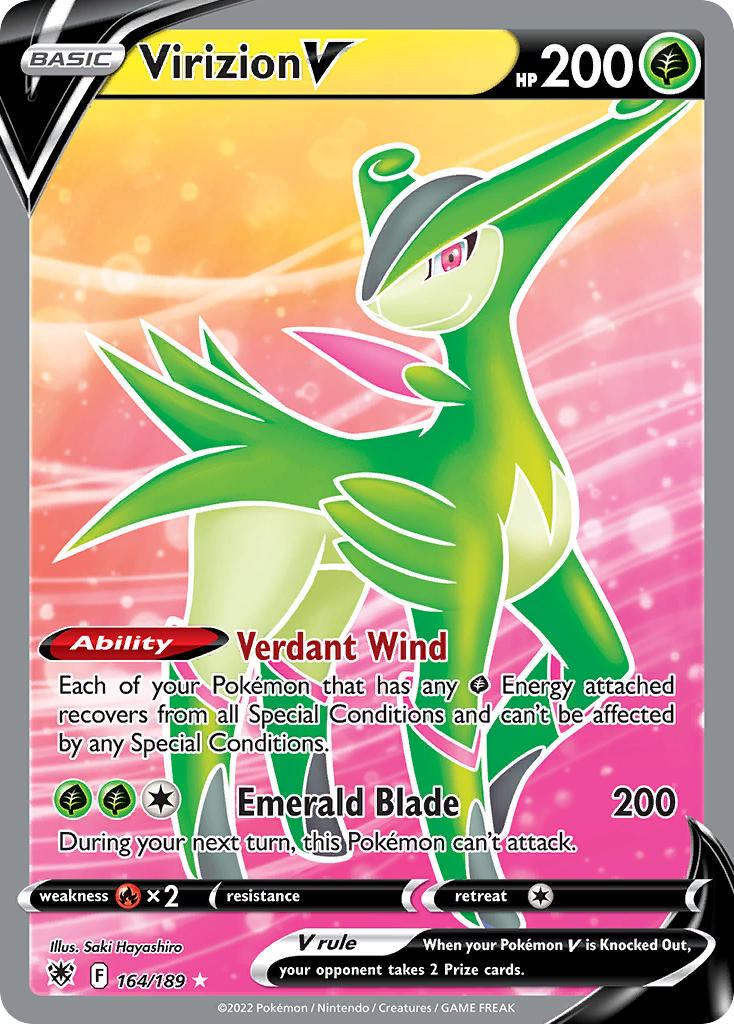 BASIC Virizion V HP 200
Ability Verdant Wind
Each of your Pokémon that has any Energy attached
recovers from all Special Conditions and can't be affected
by any Special Conditions.
Emerald Blade 200
During your next turn, this Pokémon can't attack.
weakness ×2 resistance retreat
Illus. Saki Hayashiro
V rule When your Pokémon V is Knocked Out,
your opponent takes 2 Prize cards.
F 164/189
©2022 Pokémon / Nintendo / Creatures / GAME FREAK